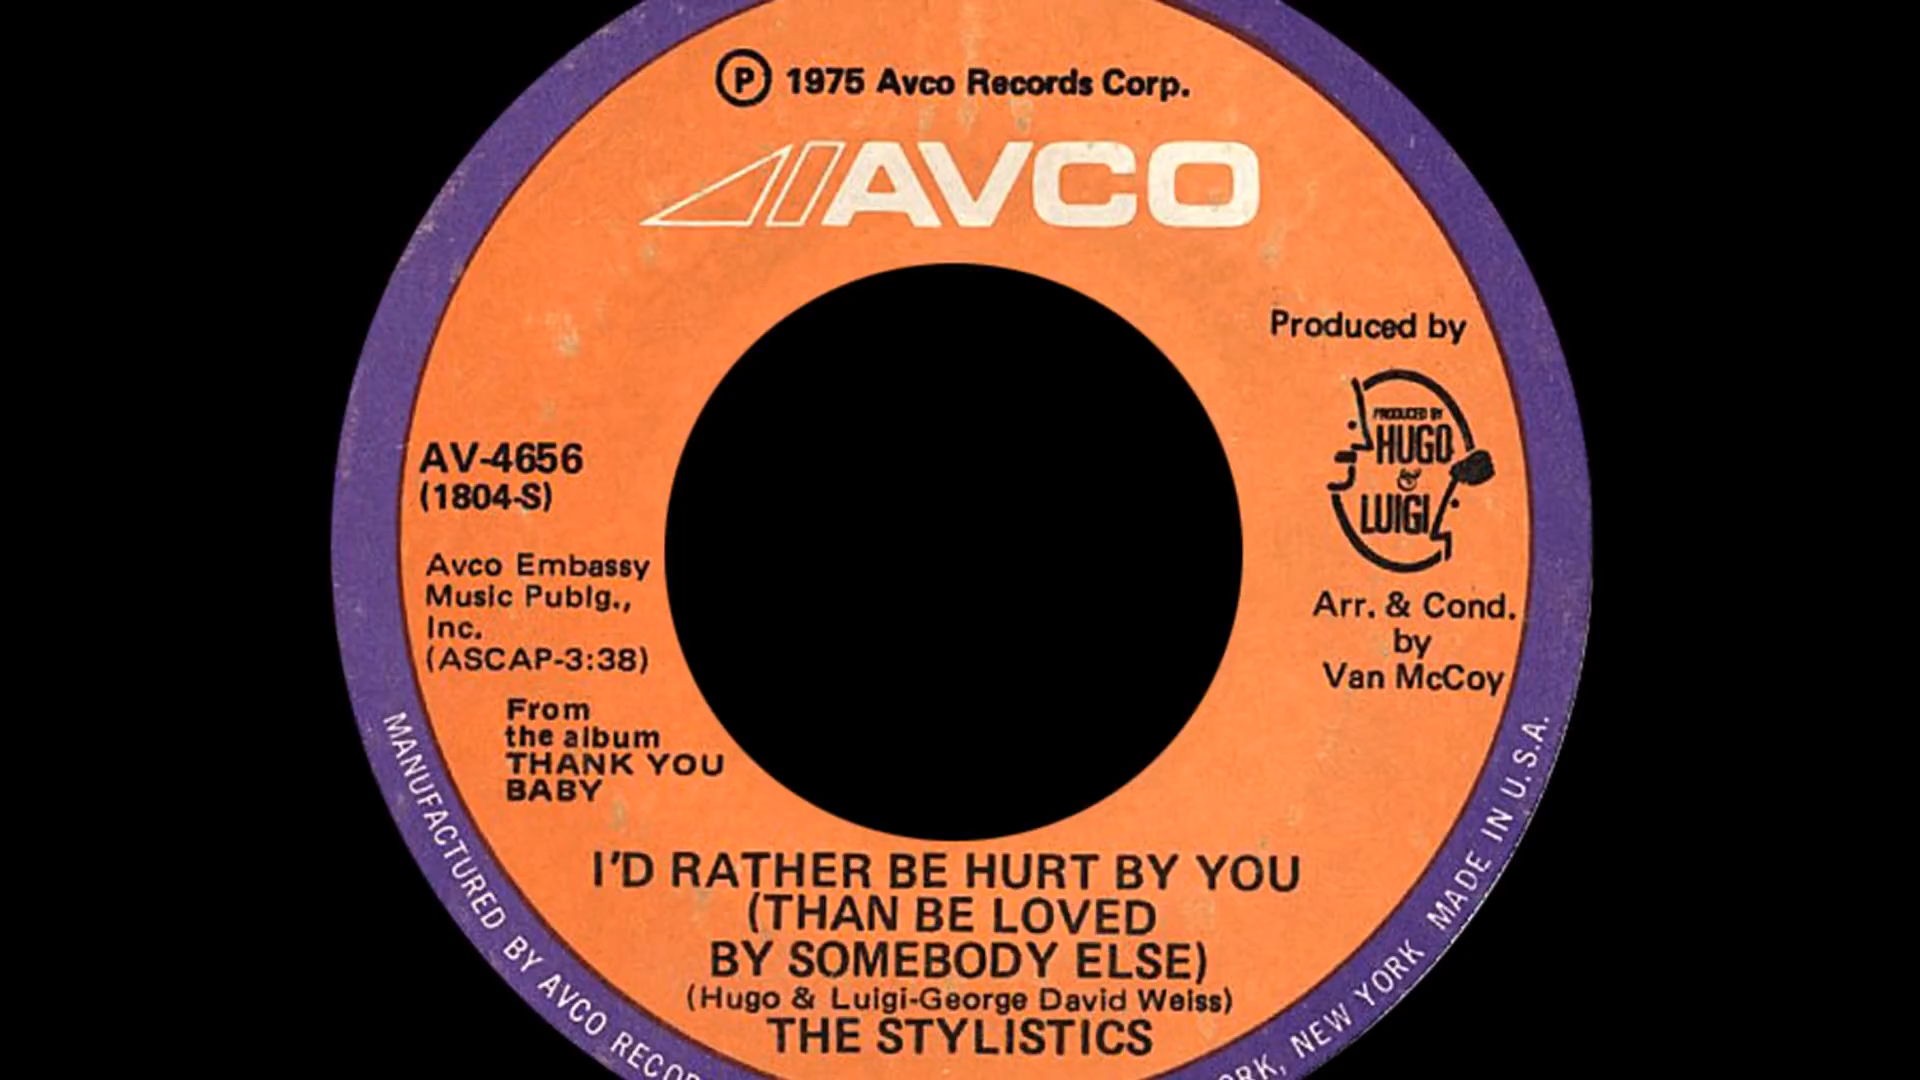 Ⓟ 1975 Avco Records Corp.
AVCO
Produced by
PRODUCED BY
HUGO
&
LUIGI
Arr. & Cond.
by
Van McCoy
AV-4656
(1804-S)
Avco Embassy
Music Publg.,
Inc.
(ASCAP-3:38)
From
the album
THANK YOU
BABY
I'D RATHER BE HURT BY YOU
(THAN BE LOVED
BY SOMEBODY ELSE)
(Hugo & Luigi-George David Weiss)
THE STYLISTICS
MANUFACTURED BY AVCO RECOR
RK, NEW YORK MADE IN U.S.A.